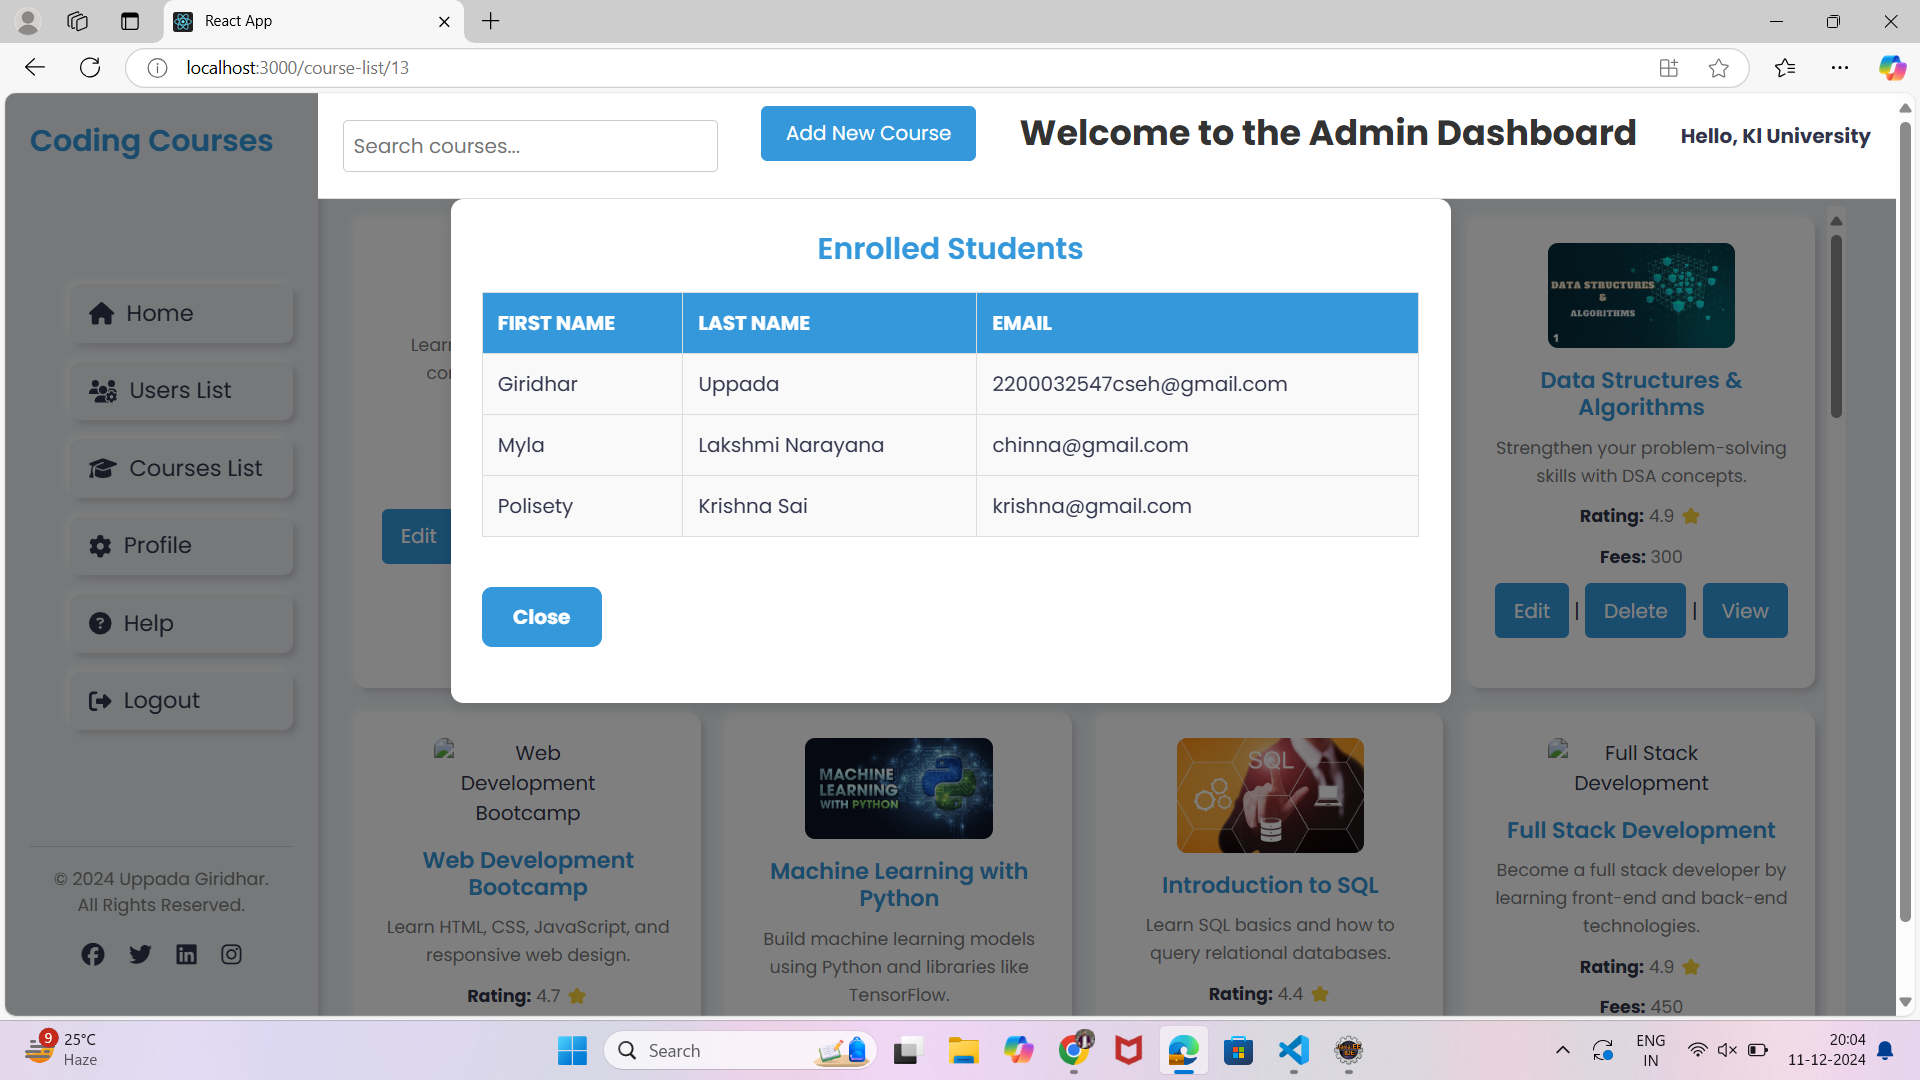 React App
localhost:3000/course-list/13
Coding Courses
Search courses...
Add New Course
Welcome to the Admin Dashboard
Hello, Kl University
Home
Users List
Courses List
Profile
Help
Logout
© 2024 Uppada Giridhar.
All Rights Reserved.
Enrolled Students
FIRST NAME LAST NAME EMAIL
Giridhar Uppada 2200032547cseh@gmail.com
Myla Lakshmi Narayana chinna@gmail.com
Polisety Krishna Sai krishna@gmail.com
Close
Edit
DATA STRUCTURES
&
ALGORITHMS
1
Data Structures &
Algorithms
Strengthen your problem-solving
skills with DSA concepts.
Rating: 4.9
Fees: 300
Edit | Delete | View
Web
Development
Bootcamp
Web Development
Bootcamp
Learn HTML, CSS, JavaScript, and
responsive web design.
Rating: 4.7
MACHINE
LEARNING
WITH PYTHON
Machine Learning with
Python
Build machine learning models
using Python and libraries like
TensorFlow.
SQL
Introduction to SQL
Learn SQL basics and how to
query relational databases.
Rating: 4.4
Full Stack
Development
Full Stack Development
Become a full stack developer by
learning front-end and back-end
technologies.
Rating: 4.9
Fees: 450
9
25°C
Haze
Search
ENG
IN
20:04
11-12-2024